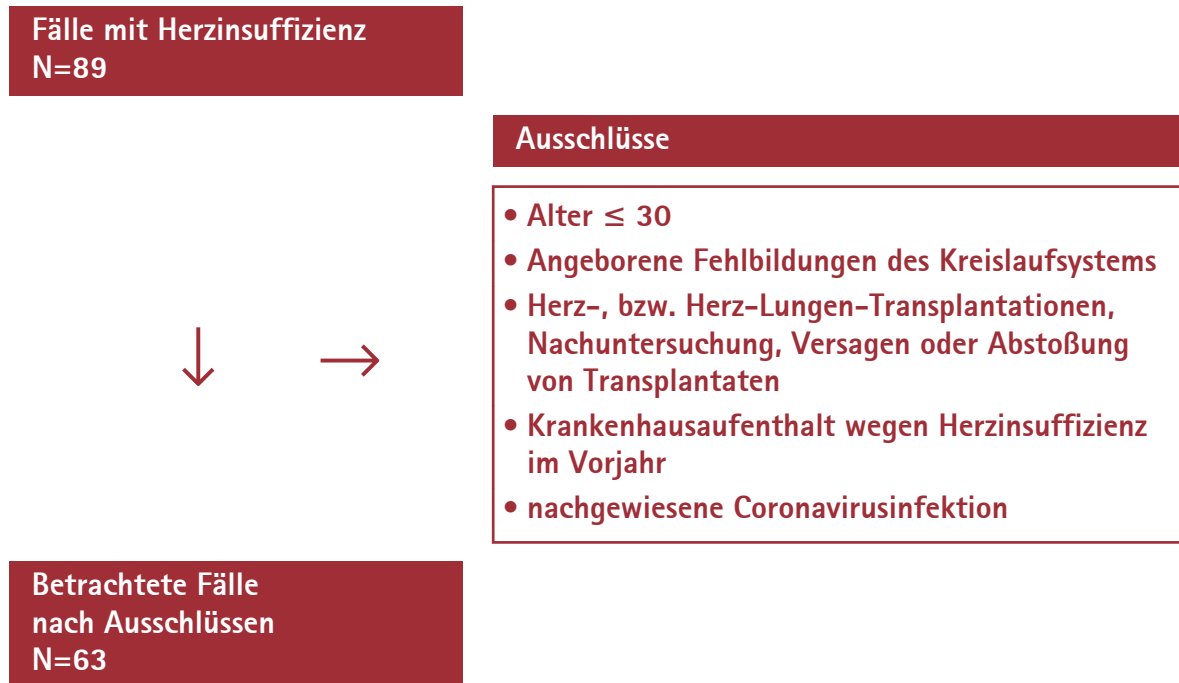 Fälle mit Herzinsuffizienz
N=89
Ausschlüsse
• Alter ≤ 30
• Angeborene Fehlbildungen des Kreislaufsystems
• Herz-, bzw. Herz-Lungen-Transplantationen,
Nachuntersuchung, Versagen oder Abstoßung
von Transplantaten
• Krankenhausaufenthalt wegen Herzinsuffizienz
im Vorjahr
• nachgewiesene Coronavirusinfektion
Betrachtete Fälle
nach Ausschlüssen
N=63